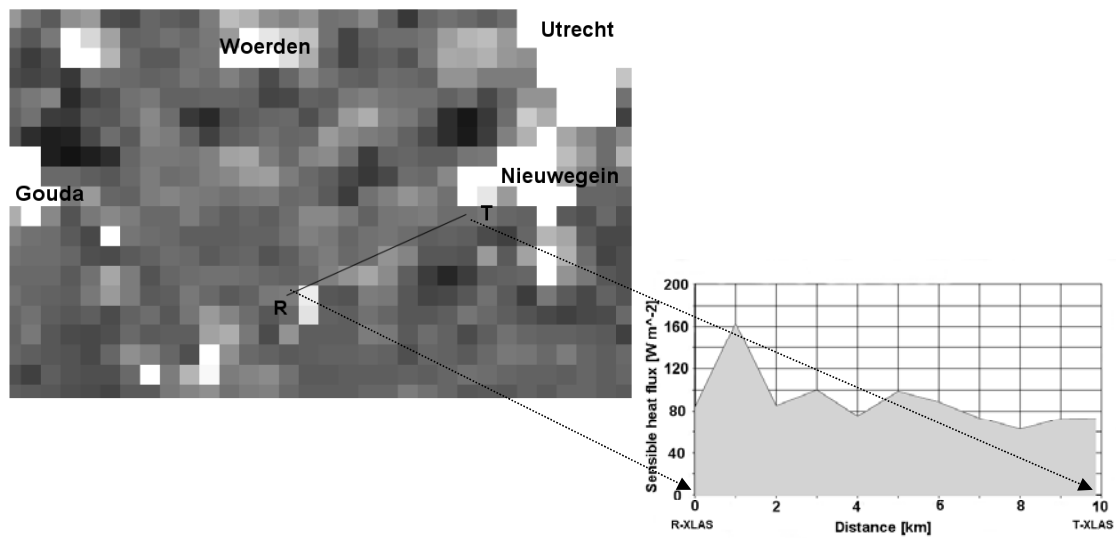 Utrecht
Woerden
Nieuwegein
Gouda
T
R
200
160
120
80
40
0
Sensible heat flux [W m^-2]
0 2 4 6 8 10
R-XLAS Distance [km] T-XLAS